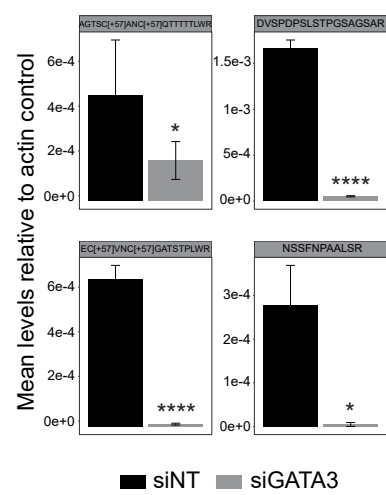 AGTSC[+57]ANC[+57]QTTTTTLWR
DVSPDPSLSTPGSAGSAR
6e-4
4e-4
2e-4
0e+0
*
1.5e-3
1e-3
5e-4
0e+0
****
EC[+57]VNC[+57]GATSTPLWR
NSSFNPAALSR
6e-4
4e-4
2e-4
0e+0
****
3e-4
2e-4
1e-4
0e+0
*
Mean levels relative to actin control
siNT siGATA3